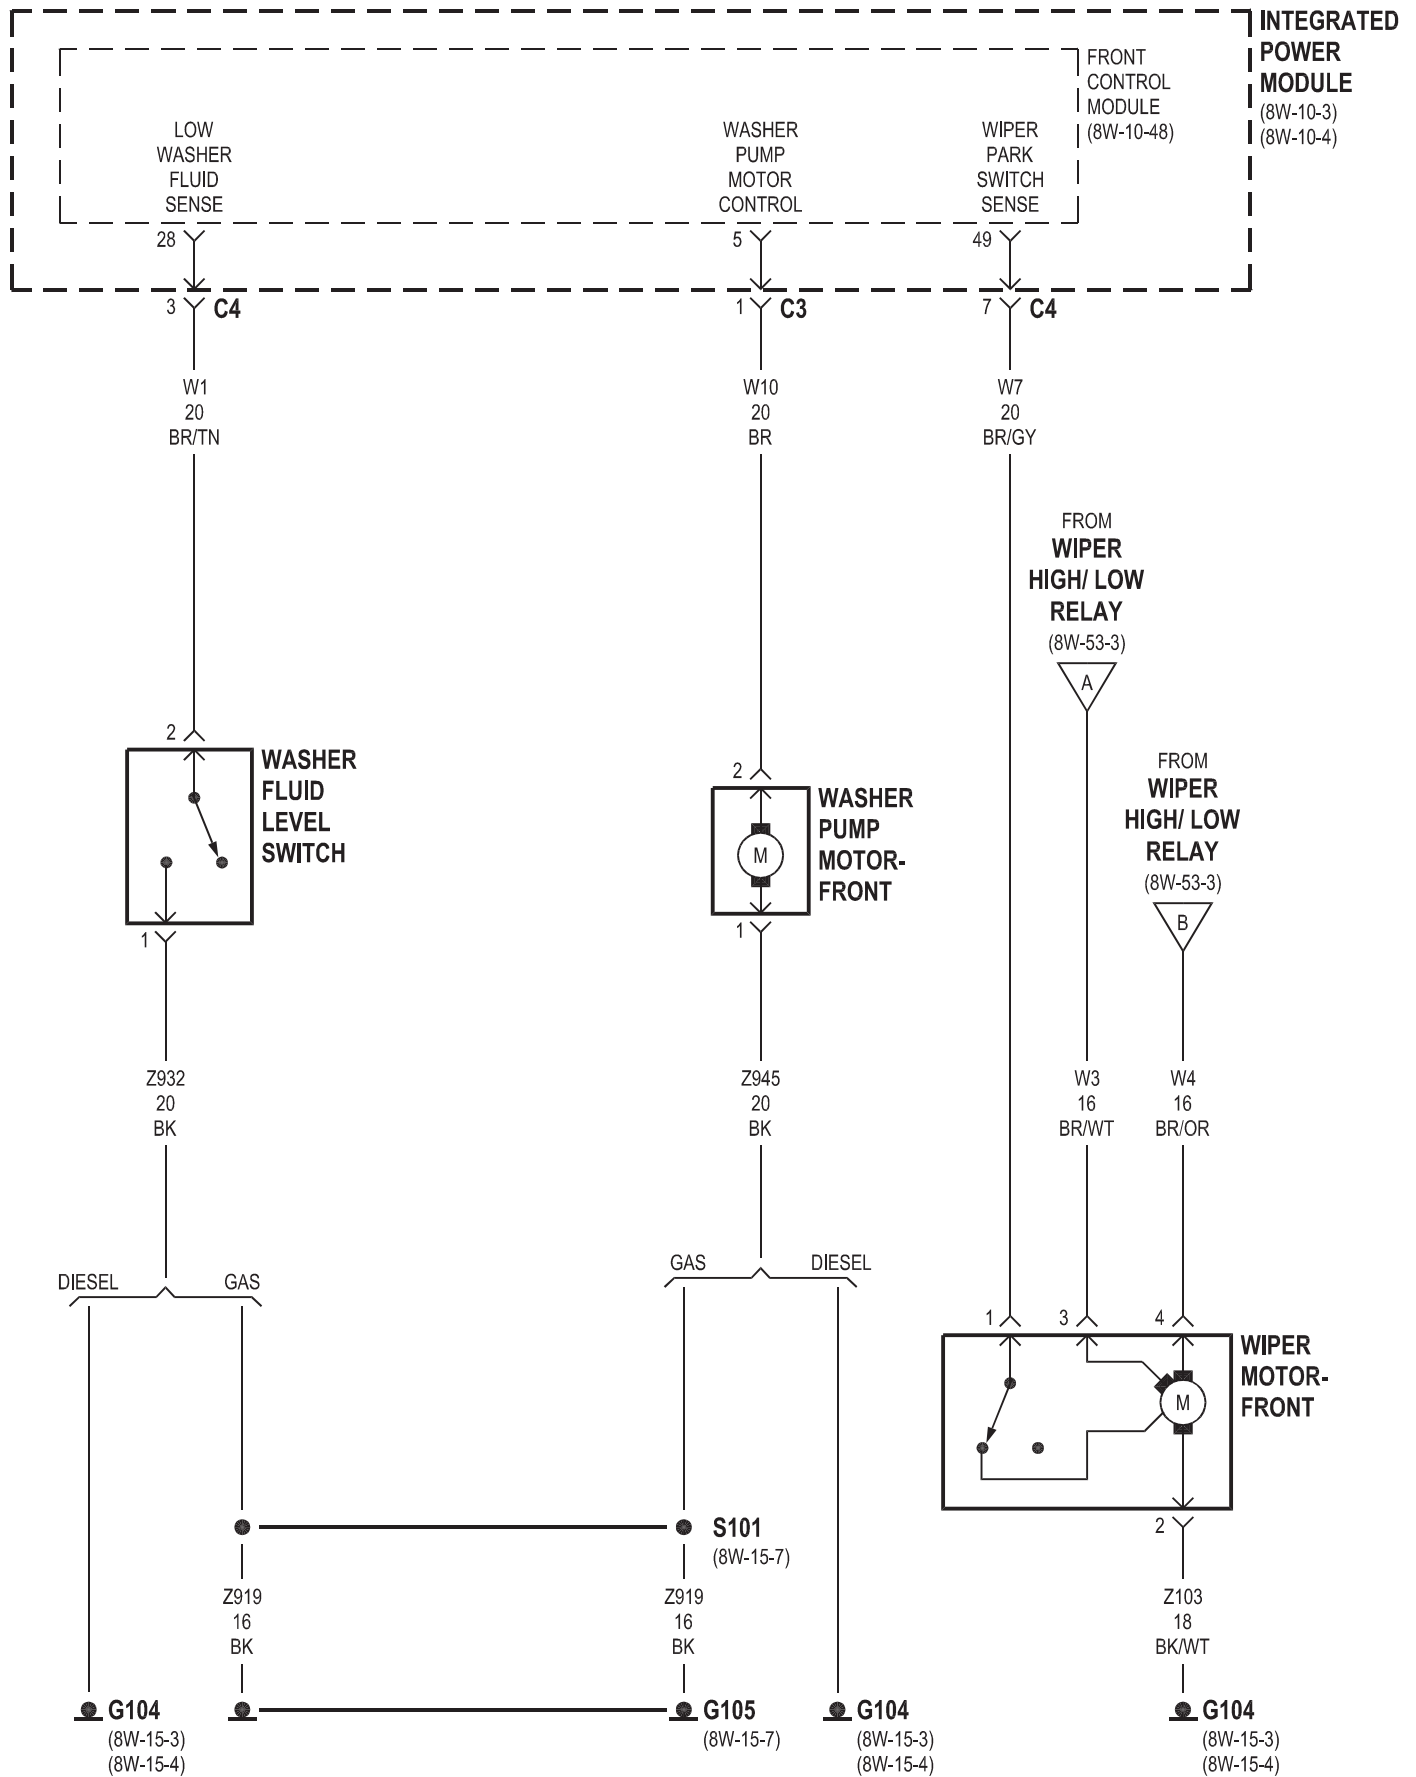 INTEGRATED
POWER
MODULE
(8W-10-3)
(8W-10-4)
FRONT
CONTROL
MODULE
(8W-10-48)
LOW
WASHER
FLUID
SENSE
WASHER
PUMP
MOTOR
CONTROL
WIPER
PARK
SWITCH
SENSE
28
5
49
3
C4
1
C3
7
C4
W1
20
BR/TN
W10
20
BR
W7
20
BR/GY
FROM
WIPER
HIGH/ LOW
RELAY
(8W-53-3)
A
FROM
WIPER
HIGH/ LOW
RELAY
(8W-53-3)
B
2
WASHER
FLUID
LEVEL
SWITCH
1
2
WASHER
PUMP
MOTOR-
FRONT
M
1
Z932
20
BK
Z945
20
BK
W3
16
BR/WT
W4
16
BR/OR
DIESEL
GAS
GAS
DIESEL
1
3
4
WIPER
MOTOR-
FRONT
M
2
S101
(8W-15-7)
Z919
16
BK
Z919
16
BK
Z103
18
BK/WT
G104
(8W-15-3)
(8W-15-4)
G105
(8W-15-7)
G104
(8W-15-3)
(8W-15-4)
G104
(8W-15-3)
(8W-15-4)